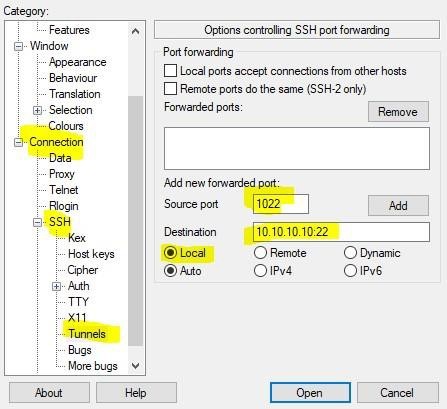 Category:
Features
Window
Appearance
Behaviour
Translation
Selection
Colours
Connection
Data
Proxy
Telnet
Rlogin
SSH
Kex
Host keys
Cipher
Auth
TTY
X11
Tunnels
Bugs
More bugs
Options controlling SSH port forwarding
Port forwarding
Local ports accept connections from other hosts
Remote ports do the same (SSH-2 only)
Forwarded ports:
Remove
Add new forwarded port:
Source port 1022 Add
Destination 10.10.10.10:22
Local Remote Dynamic
Auto IPv4 IPv6
About Help Open Cancel